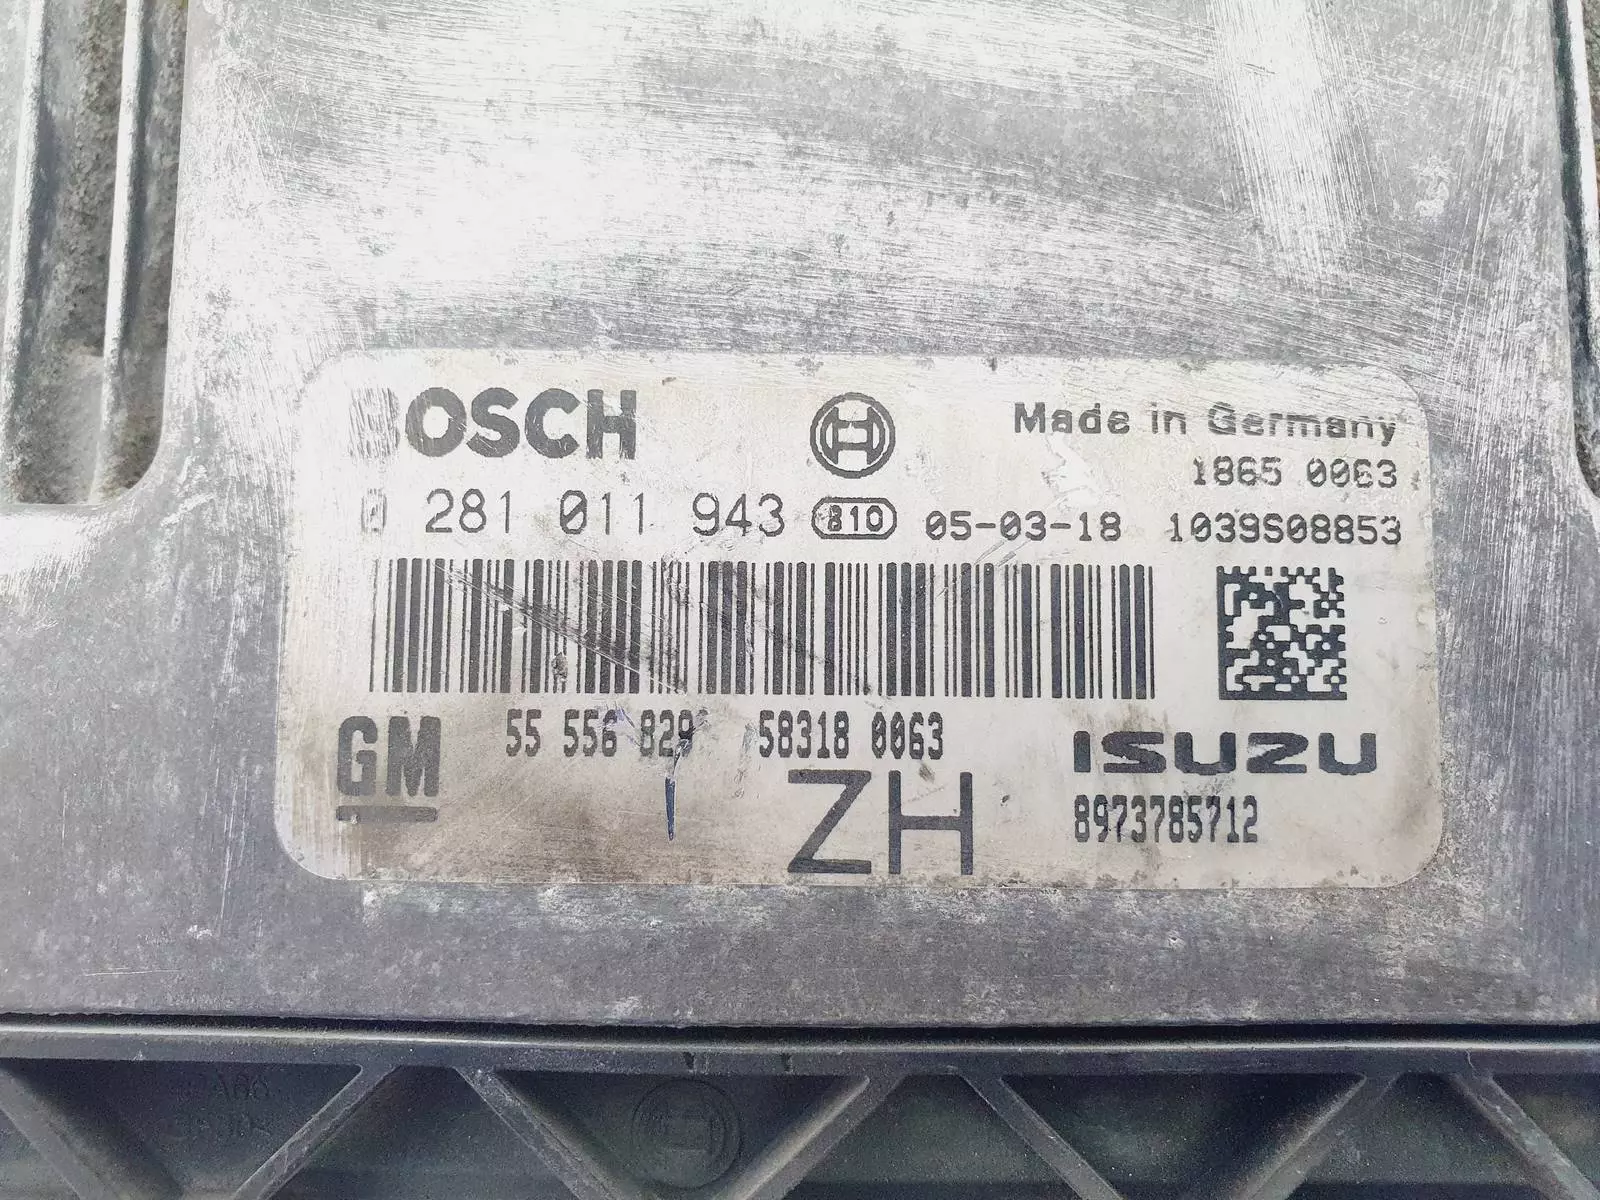 BOSCH
Made in Germany
1865 0063
0 281 011 943 810 05-03-18 1039S08853
GM 55 556 829 58318 0063 ISUZU
ZH 8973785712